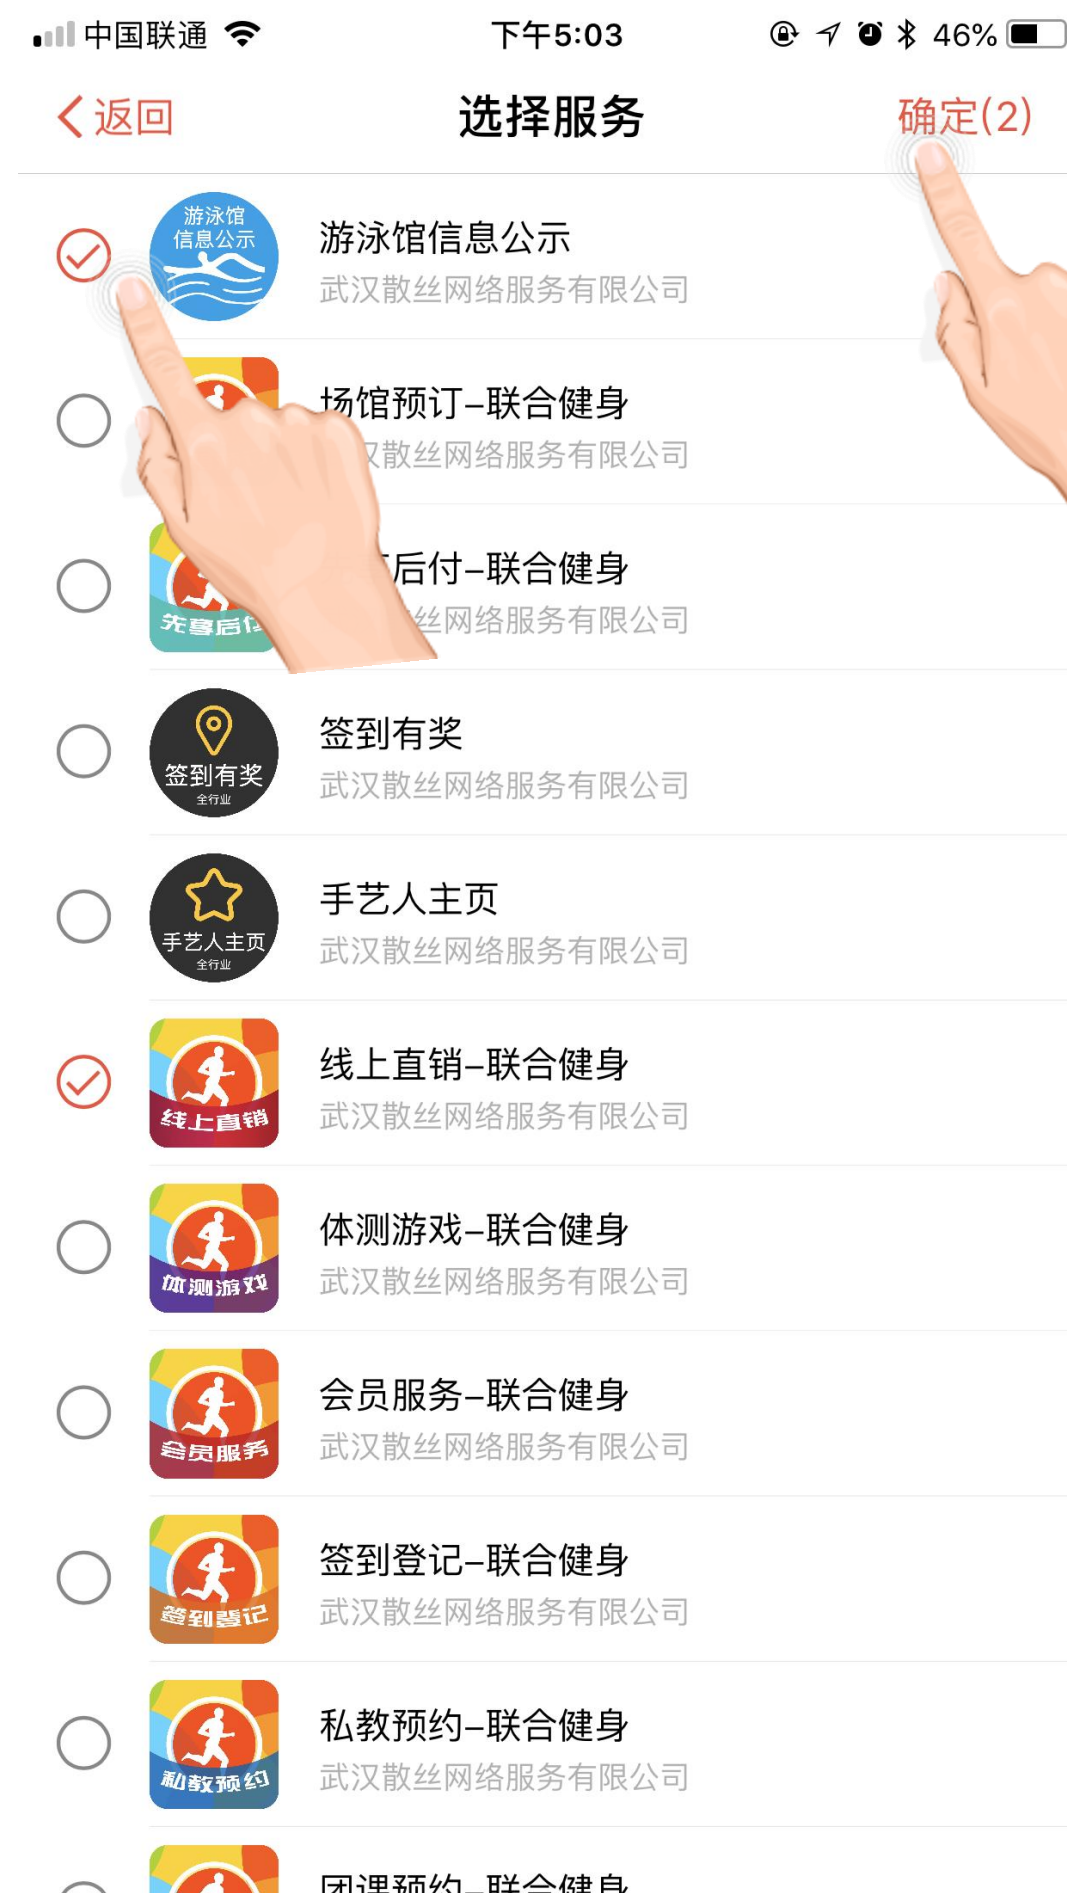 中国联通
下午5:03
46%
返回
选择服务
确定(2)
游泳馆
信息公示
游泳馆信息公示
武汉散丝网络服务有限公司
场馆预订–联合健身
散丝网络服务有限公司
后付–联合健身
先享后付
丝网络服务有限公司
签到有奖
全行业
签到有奖
武汉散丝网络服务有限公司
手艺人主页
全行业
手艺人主页
武汉散丝网络服务有限公司
线上直销
线上直销–联合健身
武汉散丝网络服务有限公司
体测游戏
体测游戏–联合健身
武汉散丝网络服务有限公司
会员服务
会员服务–联合健身
武汉散丝网络服务有限公司
签到登记
签到登记–联合健身
武汉散丝网络服务有限公司
私教预约
私教预约–联合健身
武汉散丝网络服务有限公司
团课预约–联合健身